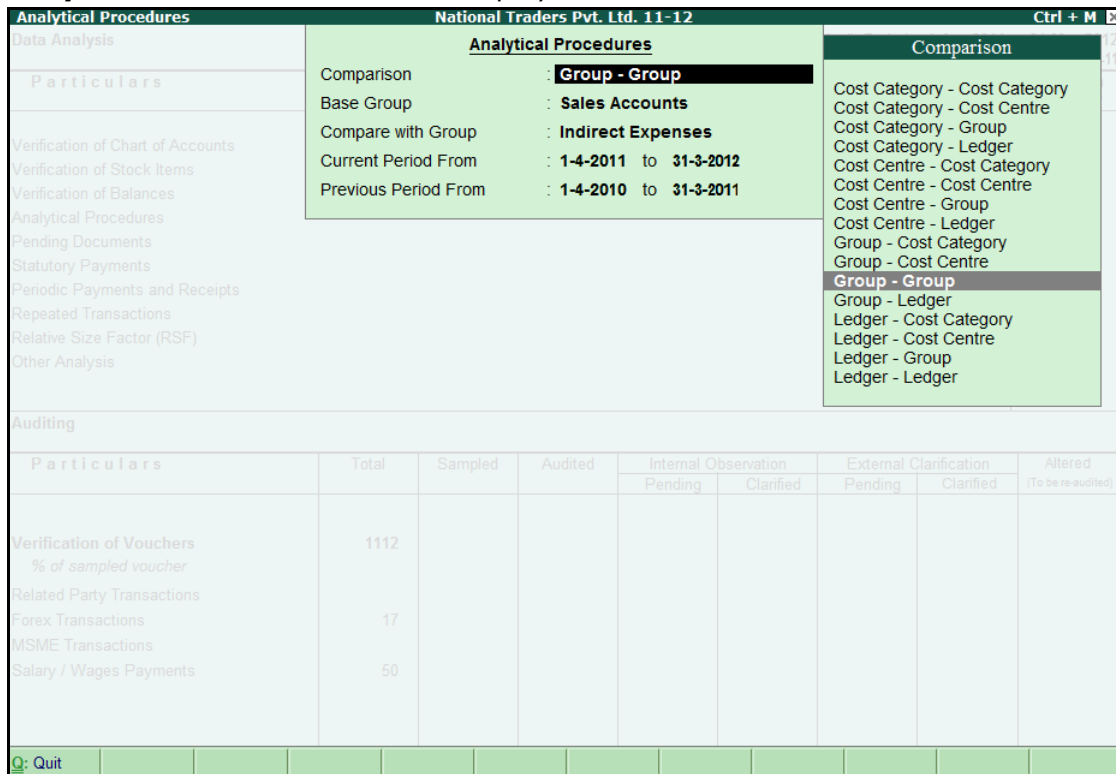 Analytical Procedures National Traders Pvt. Ltd. 11-12 Ctrl + M
Data Analysis
Particulars
Analytical Procedures
Comparison : Group - Group
Base Group : Sales Accounts
Compare with Group : Indirect Expenses
Current Period From : 1-4-2011 to 31-3-2012
Previous Period From : 1-4-2010 to 31-3-2011
Comparison
Cost Category - Cost Category
Cost Category - Cost Centre
Cost Category - Group
Cost Category - Ledger
Cost Centre - Cost Category
Cost Centre - Cost Centre
Cost Centre - Group
Cost Centre - Ledger
Group - Cost Category
Group - Cost Centre
Group - Group
Group - Ledger
Ledger - Cost Category
Ledger - Cost Centre
Ledger - Group
Ledger - Ledger
Verification of Chart of Accounts
Verification of Stock Items
Verification of Balances
Analytical Procedures
Pending Documents
Statutory Payments
Periodic Payments and Receipts
Repeated Transactions
Relative Size Factor (RSF)
Other Analysis
Auditing
Particulars Total Sampled Audited Internal Observation External Clarification Altered
Pending Clarified Pending Clarified (To be re-audited)
Verification of Vouchers 1112
% of sampled voucher
Related Party Transactions
Forex Transactions 17
MSME Transactions
Salary / Wages Payments 50
Q: Quit